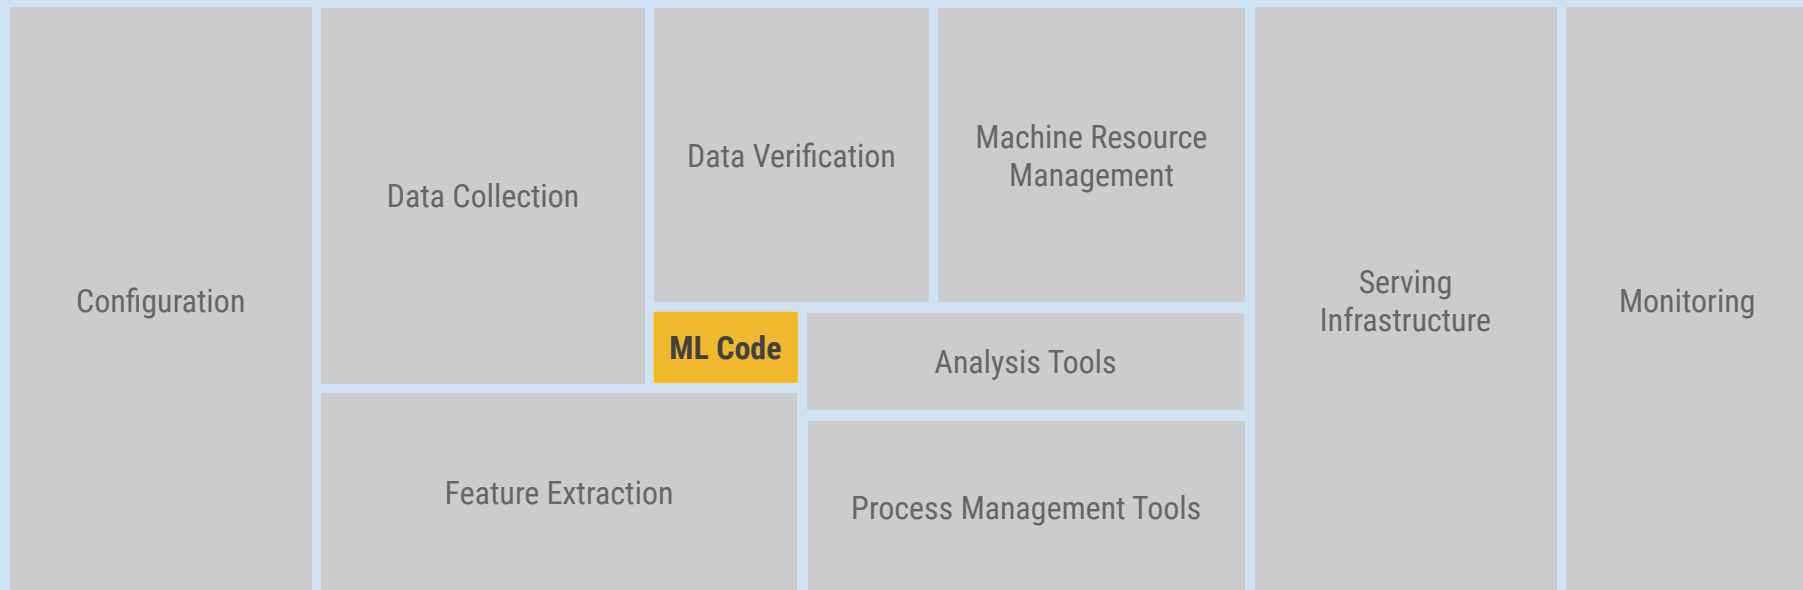 Configuration
Data Collection
Data Verification
Machine Resource
Management
ML Code
Analysis Tools
Feature Extraction
Process Management Tools
Serving
Infrastructure
Monitoring